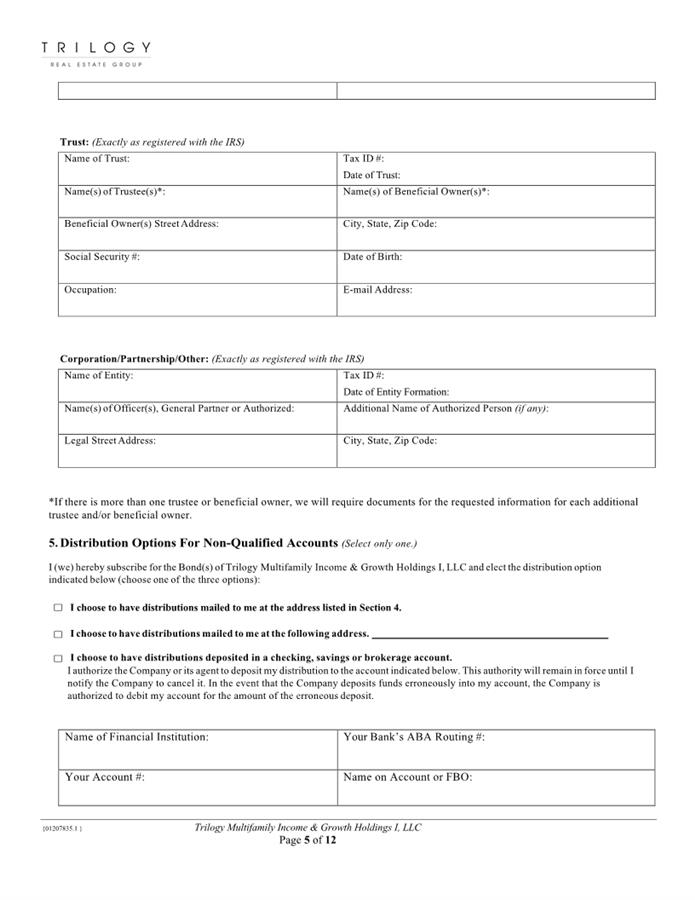 TRILOGY
REAL ESTATE GROUP
Trust: (Exactly as registered with the IRS)
Name of Trust:
Tax ID #:
Date of Trust:
Name(s) of Trustee(s)*:
Name(s) of Beneficial Owner(s)*:
Beneficial Owner(s) Street Address:
City, State, Zip Code:
Social Security #:
Date of Birth:
Occupation:
E-mail Address:
Corporation/Partnership/Other: (Exactly as registered with the IRS)
Name of Entity:
Tax ID #:
Date of Entity Formation:
Name(s) of Officer(s), General Partner or Authorized:
Additional Name of Authorized Person (if any):
Legal Street Address:
City, State, Zip Code:
*If there is more than one trustee or beneficial owner, we will require documents for the requested information for each additional
trustee and/or beneficial owner.
5. Distribution Options For Non-Qualified Accounts (Select only one.)
I (we) hereby subscribe for the Bond(s) of Trilogy Multifamily Income & Growth Holdings I, LLC and elect the distribution option
indicated below (choose one of the three options):
I choose to have distributions mailed to me at the address listed in Section 4.
I choose to have distributions mailed to me at the following address.
I choose to have distributions deposited in a checking, savings or brokerage account.
I authorize the Company or its agent to deposit my distribution to the account indicated below. This authority will remain in force until I
notify the Company to cancel it. In the event that the Company deposits funds erroneously into my account, the Company is
authorized to debit my account for the amount of the erroneous deposit.
Name of Financial Institution:
Your Bank's ABA Routing #:
Your Account #:
Name on Account or FBO:
{01207835.1 }
Trilogy Multifamily Income & Growth Holdings I, LLC
Page 5 of 12